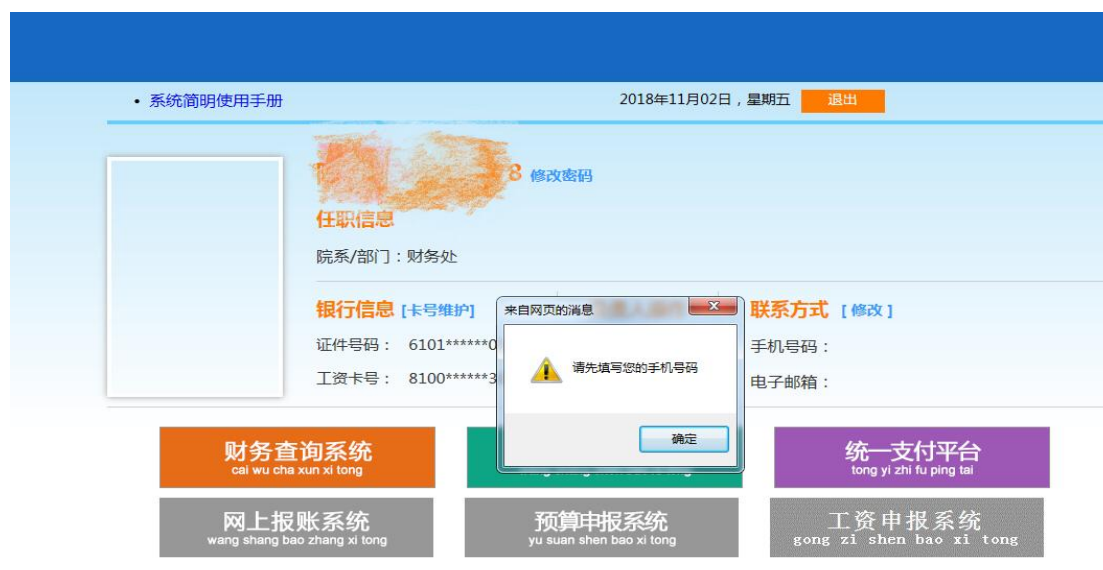 • 系统简明使用手册
2018年11月02日，星期五 退出
8 修改密码
任职信息
院系/部门：财务处
银行信息 [卡号维护]
证件号码： 6101******0
工资卡号： 8100******3
来自网页的消息
请先填写您的手机号码
确定
联系方式 [ 修改 ]
手机号码：
电子邮箱：
财务查询系统
cai wu cha xun xi tong
统一支付平台
tong yi zhi fu ping tai
网上报账系统
wang shang bao zhang xi tong
预算申报系统
yu suan shen bao xi tong
工资申报系统
gong zi shen bao xi tong